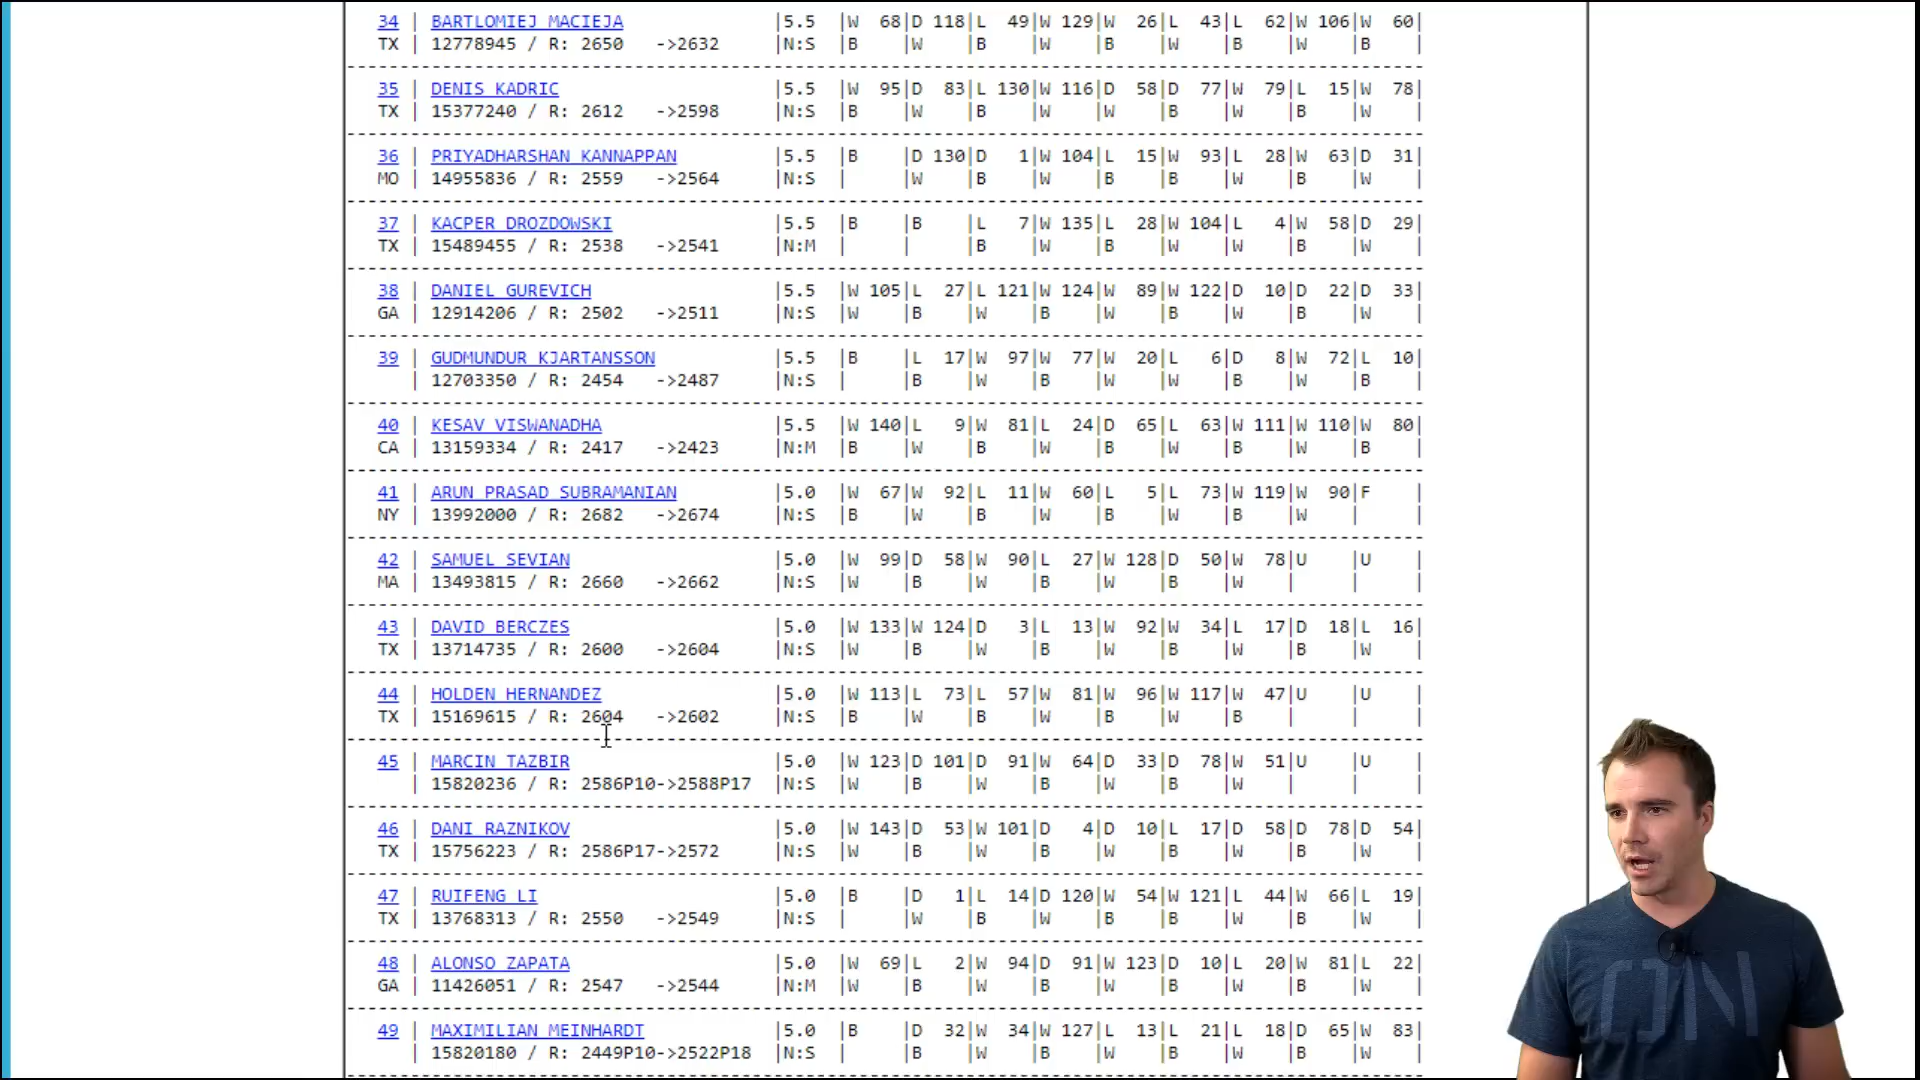 34 | BARTLOMIEJ MACIEJA |5.5 |W 68|D 118|L 49|W 129|W 26|L 43|L 62|W 106|W 60|
TX | 12778945 / R: 2650 ->2632 |N:S |B |W |B |W |B |W |B |W |B |
35 | DENIS KADRIC |5.5 |W 95|D 83|L 130|W 116|D 58|D 77|W 79|L 15|W 78|
TX | 15377240 / R: 2612 ->2598 |N:S |B |W |B |W |W |B |W |B |W |
36 | PRIYADHARSHAN KANNAPPAN |5.5 |B |D 130|D 1|W 104|L 15|W 93|L 28|W 63|D 31|
MO | 14955836 / R: 2559 ->2564 |N:S | |W |B |W |B |B |W |B |W |
37 | KACPER DROZDOWSKI |5.5 |B |B |L 7|W 135|L 28|W 104|L 4|W 58|D 29|
TX | 15489455 / R: 2538 ->2541 |N:M | | |B |W |B |W |W |B |W |
38 | DANIEL GUREVICH |5.5 |W 105|L 27|L 121|W 124|W 89|W 122|D 10|D 22|D 33|
GA | 12914206 / R: 2502 ->2511 |N:S |W |B |W |B |W |B |W |B |W |
39 | GUDMUNDUR KJARTANSSON |5.5 |B |L 17|W 97|W 77|W 20|L 6|D 8|W 72|L 10|
| 12703350 / R: 2454 ->2487 |N:S | |B |W |B |W |W |B |W |B |
40 | KESAV VISWANADHA |5.5 |W 140|L 9|W 81|L 24|D 65|L 63|W 111|W 110|W 80|
CA | 13159334 / R: 2417 ->2423 |N:M |B |W |B |W |B |W |B |W |B |
41 | ARUN PRASAD SUBRAMANIAN |5.0 |W 67|W 92|L 11|W 60|L 5|L 73|W 119|W 90|F |
NY | 13992000 / R: 2682 ->2674 |N:S |B |W |B |W |B |W |B |W | |
42 | SAMUEL SEVIAN |5.0 |W 99|D 58|W 90|L 27|W 128|D 50|W 78|U |U |
MA | 13493815 / R: 2660 ->2662 |N:S |W |B |W |B |W |B |W | | |
43 | DAVID BERCZES |5.0 |W 133|W 124|D 3|L 13|W 92|W 34|L 17|D 18|L 16|
TX | 13714735 / R: 2600 ->2604 |N:S |W |B |W |B |W |B |W |B |W |
44 | HOLDEN HERNANDEZ |5.0 |W 113|L 73|L 57|W 81|W 96|W 117|W 47|U |U |
TX | 15169615 / R: 2604 ->2602 |N:S |B |W |B |W |B |W |B | | |
45 | MARCIN TAZBIR |5.0 |W 123|D 101|D 91|W 64|D 33|D 78|W 51|U |U |
| 15820236 / R: 2586P10->2588P17 |N:S |W |B |W |B |W |B |W | | |
46 | DANI RAZNIKOV |5.0 |W 143|D 53|W 101|D 4|D 10|L 17|D 58|D 78|D 54|
TX | 15756223 / R: 2586P17->2572 |N:S |W |B |W |B |W |B |W |B |W |
47 | RUIFENG LI |5.0 |B |D 1|L 14|D 120|W 54|W 121|L 44|W 66|L 19|
TX | 13768313 / R: 2550 ->2549 |N:S | |W |B |W |B |B |W |B |W |
48 | ALONSO ZAPATA |5.0 |W 69|L 2|W 94|D 91|W 123|D 10|L 20|W 81|L 22|
GA | 11426051 / R: 2547 ->2544 |N:M |W |B |W |B |W |B |W |B |W |
49 | MAXIMILIAN MEINHARDT |5.0 |B |D 32|W 34|W 127|L 13|L 21|L 18|D 65|W 83|
| 15820180 / R: 2449P10->2522P18 |N:S | |B |W |B |W |B |W |B |W |